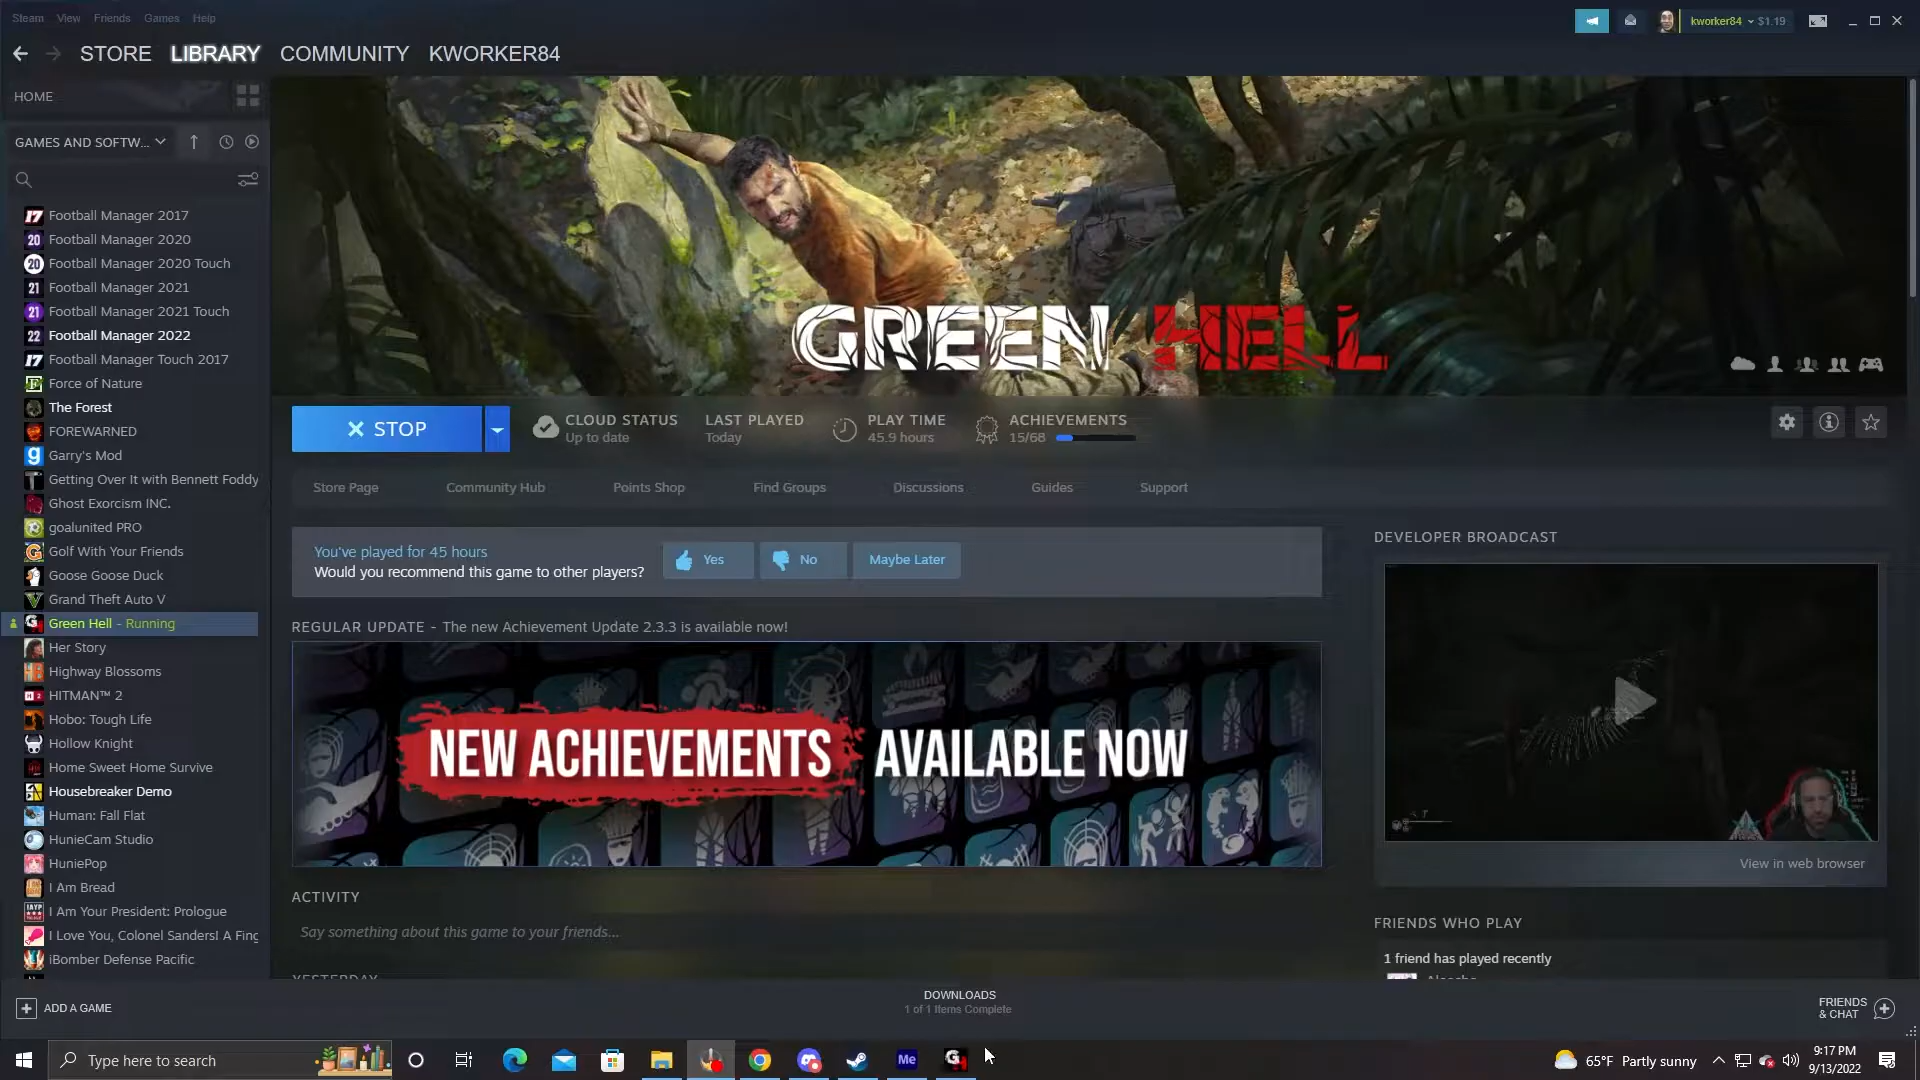 Steam View Friends Games Help
kworker84 $1.19
STORE LIBRARY COMMUNITY KWORKER84
HOME
GAMES AND SOFTW...
Football Manager 2017
Football Manager 2020
Football Manager 2020 Touch
Football Manager 2021
Football Manager 2021 Touch
Football Manager 2022
Football Manager Touch 2017
Force of Nature
The Forest
FOREWARNED
Garry's Mod
Getting Over It with Bennett Foddy
Ghost Exorcism INC.
goalunited PRO
Golf With Your Friends
Goose Goose Duck
Grand Theft Auto V
Green Hell - Running
Her Story
Highway Blossoms
HITMAN™ 2
Hobo: Tough Life
Hollow Knight
Home Sweet Home Survive
Housebreaker Demo
Human: Fall Flat
HunieCam Studio
HuniePop
I Am Bread
I Am Your President: Prologue
I Love You, Colonel Sanders! A Fing
iBomber Defense Pacific
ADD A GAME
GREEN HELL
STOP
CLOUD STATUS
Up to date
LAST PLAYED
Today
PLAY TIME
45.9 hours
ACHIEVEMENTS
15/68
Store Page Community Hub Points Shop Find Groups Discussions Guides Support
You've played for 45 hours
Would you recommend this game to other players?
Yes
No
Maybe Later
REGULAR UPDATE - The new Achievement Update 2.3.3 is available now!
NEW ACHIEVEMENTS AVAILABLE NOW
ACTIVITY
Say something about this game to your friends...
YESTERDAY
DEVELOPER BROADCAST
View in web browser
FRIENDS WHO PLAY
1 friend has played recently
DOWNLOADS
1 of 1 Items Complete
FRIENDS
& CHAT
Type here to search
Me
65°F Partly sunny
9:17 PM
9/13/2022